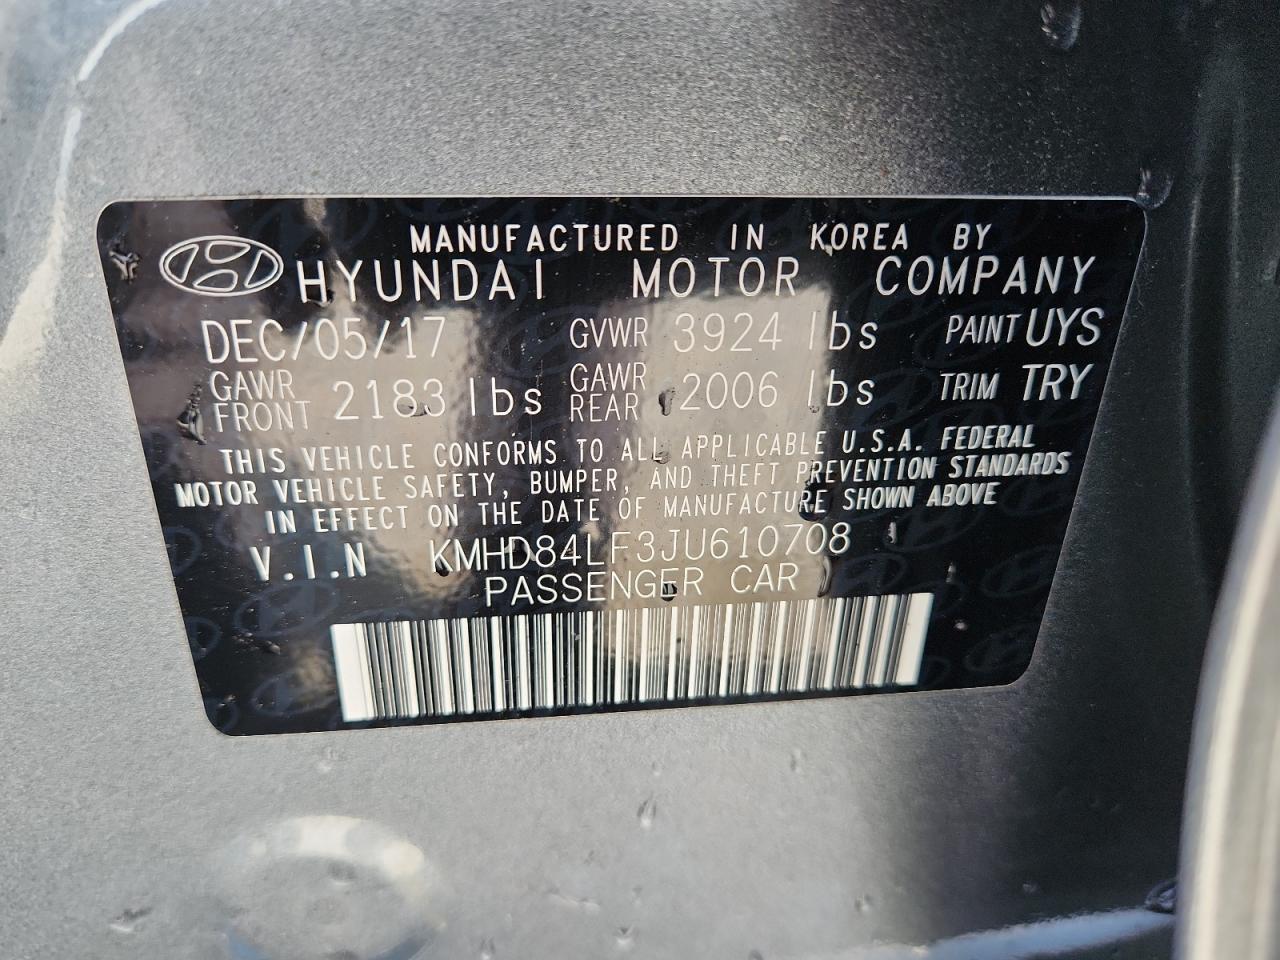 MANUFACTURED IN KOREA BY
HYUNDAI MOTOR COMPANY
DEC/05/17 GVWR 3924 lbs PAINT UYS
GAWR FRONT 2183 lbs GAWR REAR 2006 lbs TRIM TRY
THIS VEHICLE CONFORMS TO ALL APPLICABLE U.S.A. FEDERAL
MOTOR VEHICLE SAFETY, BUMPER, AND THEFT PREVENTION STANDARDS
IN EFFECT ON THE DATE OF MANUFACTURE SHOWN ABOVE
V.I.N KMHD84LF3JU610708
PASSENGER CAR